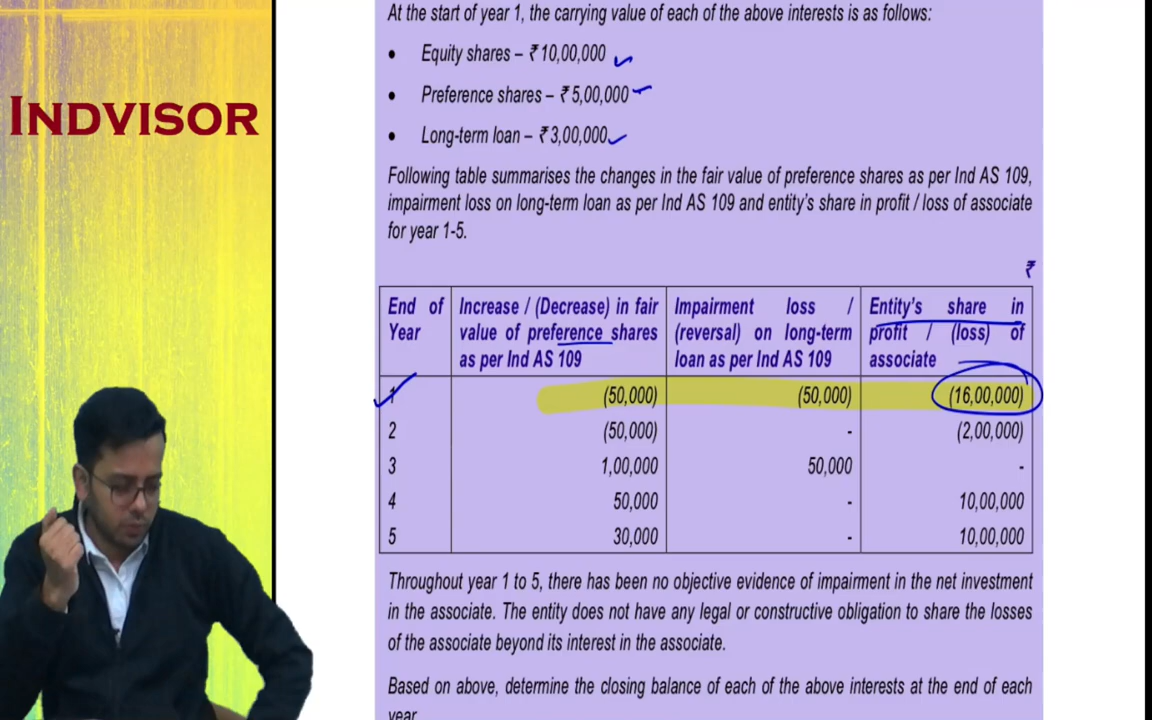 INDVISOR
At the start of year 1, the carrying value of each of the above interests is as follows:
• Equity shares – ₹ 10,00,000
• Preference shares – ₹ 5,00,000
• Long-term loan – ₹ 3,00,000
Following table summarises the changes in the fair value of preference shares as per Ind AS 109,
impairment loss on long-term loan as per Ind AS 109 and entity's share in profit / loss of associate
for year 1-5.
₹
End of Year | Increase / (Decrease) in fair value of preference shares as per Ind AS 109 | Impairment loss / (reversal) on long-term loan as per Ind AS 109 | Entity's share in profit / (loss) of associate
1 | (50,000) | (50,000) | (16,00,000)
2 | (50,000) | - | (2,00,000)
3 | 1,00,000 | 50,000 | -
4 | 50,000 | - | 10,00,000
5 | 30,000 | - | 10,00,000
Throughout year 1 to 5, there has been no objective evidence of impairment in the net investment
in the associate. The entity does not have any legal or constructive obligation to share the losses
of the associate beyond its interest in the associate.
Based on above, determine the closing balance of each of the above interests at the end of each
year